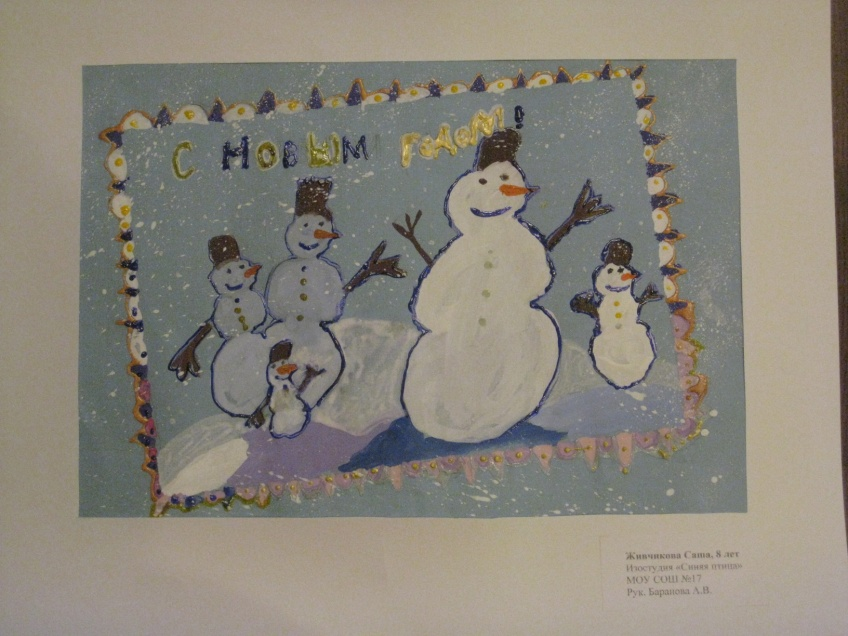 С НОВЫМ ГОДОМ!
Живчикова Саша, 8 лет
Изостудия «Синяя птица»
МОУ СОШ №17
Рук. Баранова А.В.